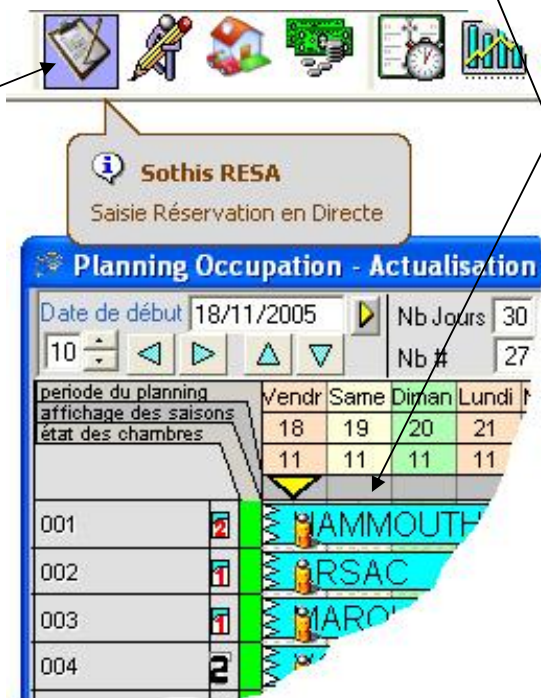 Sothis RESA
Saisie Réservation en Directe
Planning Occupation - Actualisation
Date de début 18/11/2005 Nb Jours 30
10 Nb # 27
periode du planning Vendr Same Diman Lundi
affichage des saisons 18 19 20 21
état des chambres 11 11 11 11
001 2 MAMMOUTH
002 1 ARSAC
003 1
004 2